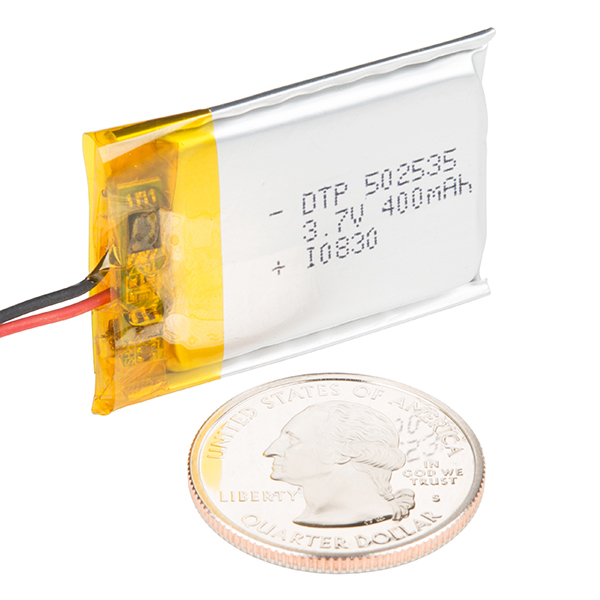 - DTP 502535
3.7V 400mAh
+ I0830
UNITED STATES OF AMERICA
LIBERTY
IN
GOD WE
TRUST
S
QUARTER DOLLAR